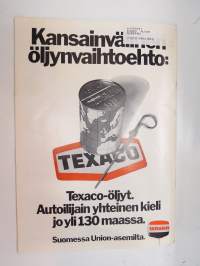 Kansainvälinen
öljynvaihtoehto:
TEXACO
Texaco-öljyt.
Autoilijain yhteinen kieli
jo yli 130 maassa.
Suomessa Union-asemilta.